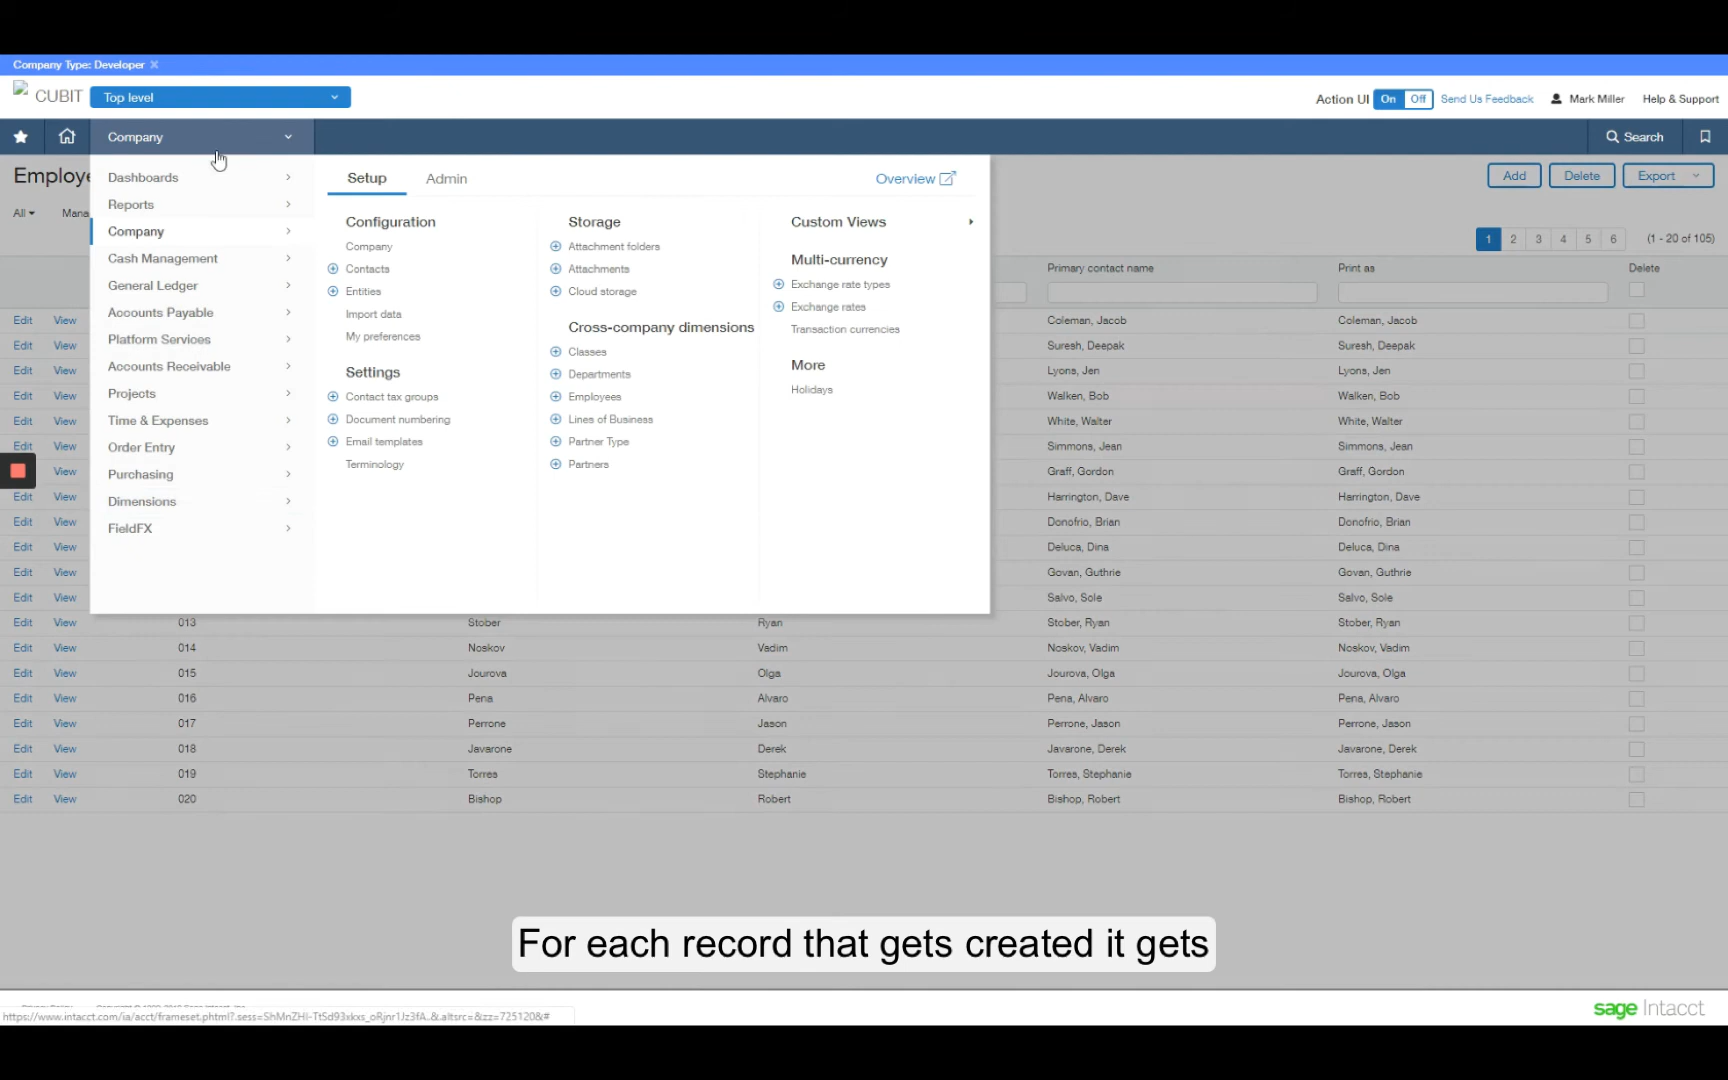 Company Type: Developer ×
CUBIT Top level
Action UI On Off Send Us Feedback Mark Miller Help & Support
Company
Search
Employe
Add Delete Export
All Mana
1 2 3 4 5 6 (1 - 20 of 105)
Dashboards
Reports
Company
Cash Management
General Ledger
Accounts Payable
Platform Services
Accounts Receivable
Projects
Time & Expenses
Order Entry
Purchasing
Dimensions
FieldFX
Setup Admin Overview
Configuration
Company
Contacts
Entities
Import data
My preferences
Settings
Contact tax groups
Document numbering
Email templates
Terminology
Storage
Attachment folders
Attachments
Cloud storage
Cross-company dimensions
Classes
Departments
Employees
Lines of Business
Partner Type
Partners
Custom Views
Multi-currency
Exchange rate types
Exchange rates
Transaction currencies
More
Holidays
Primary contact name Print as Delete
Edit View Coleman, Jacob Coleman, Jacob
Edit View Suresh, Deepak Suresh, Deepak
Edit View Lyons, Jen Lyons, Jen
Edit View Walken, Bob Walken, Bob
Edit View White, Walter White, Walter
Edit View Simmons, Jean Simmons, Jean
View Graff, Gordon Graff, Gordon
Edit View Harrington, Dave Harrington, Dave
Edit View Donofrio, Brian Donofrio, Brian
Edit View Deluca, Dina Deluca, Dina
Edit View Govan, Guthrie Govan, Guthrie
Edit View Salvo, Sole Salvo, Sole
Edit View 013 Stober Ryan Stober, Ryan Stober, Ryan
Edit View 014 Noskov Vadim Noskov, Vadim Noskov, Vadim
Edit View 015 Jourova Olga Jourova, Olga Jourova, Olga
Edit View 016 Pena Alvaro Pena, Alvaro Pena, Alvaro
Edit View 017 Perrone Jason Perrone, Jason Perrone, Jason
Edit View 018 Javarone Derek Javarone, Derek Javarone, Derek
Edit View 019 Torres Stephanie Torres, Stephanie Torres, Stephanie
Edit View 020 Bishop Robert Bishop, Robert Bishop, Robert
For each record that gets created it gets
sage Intacct